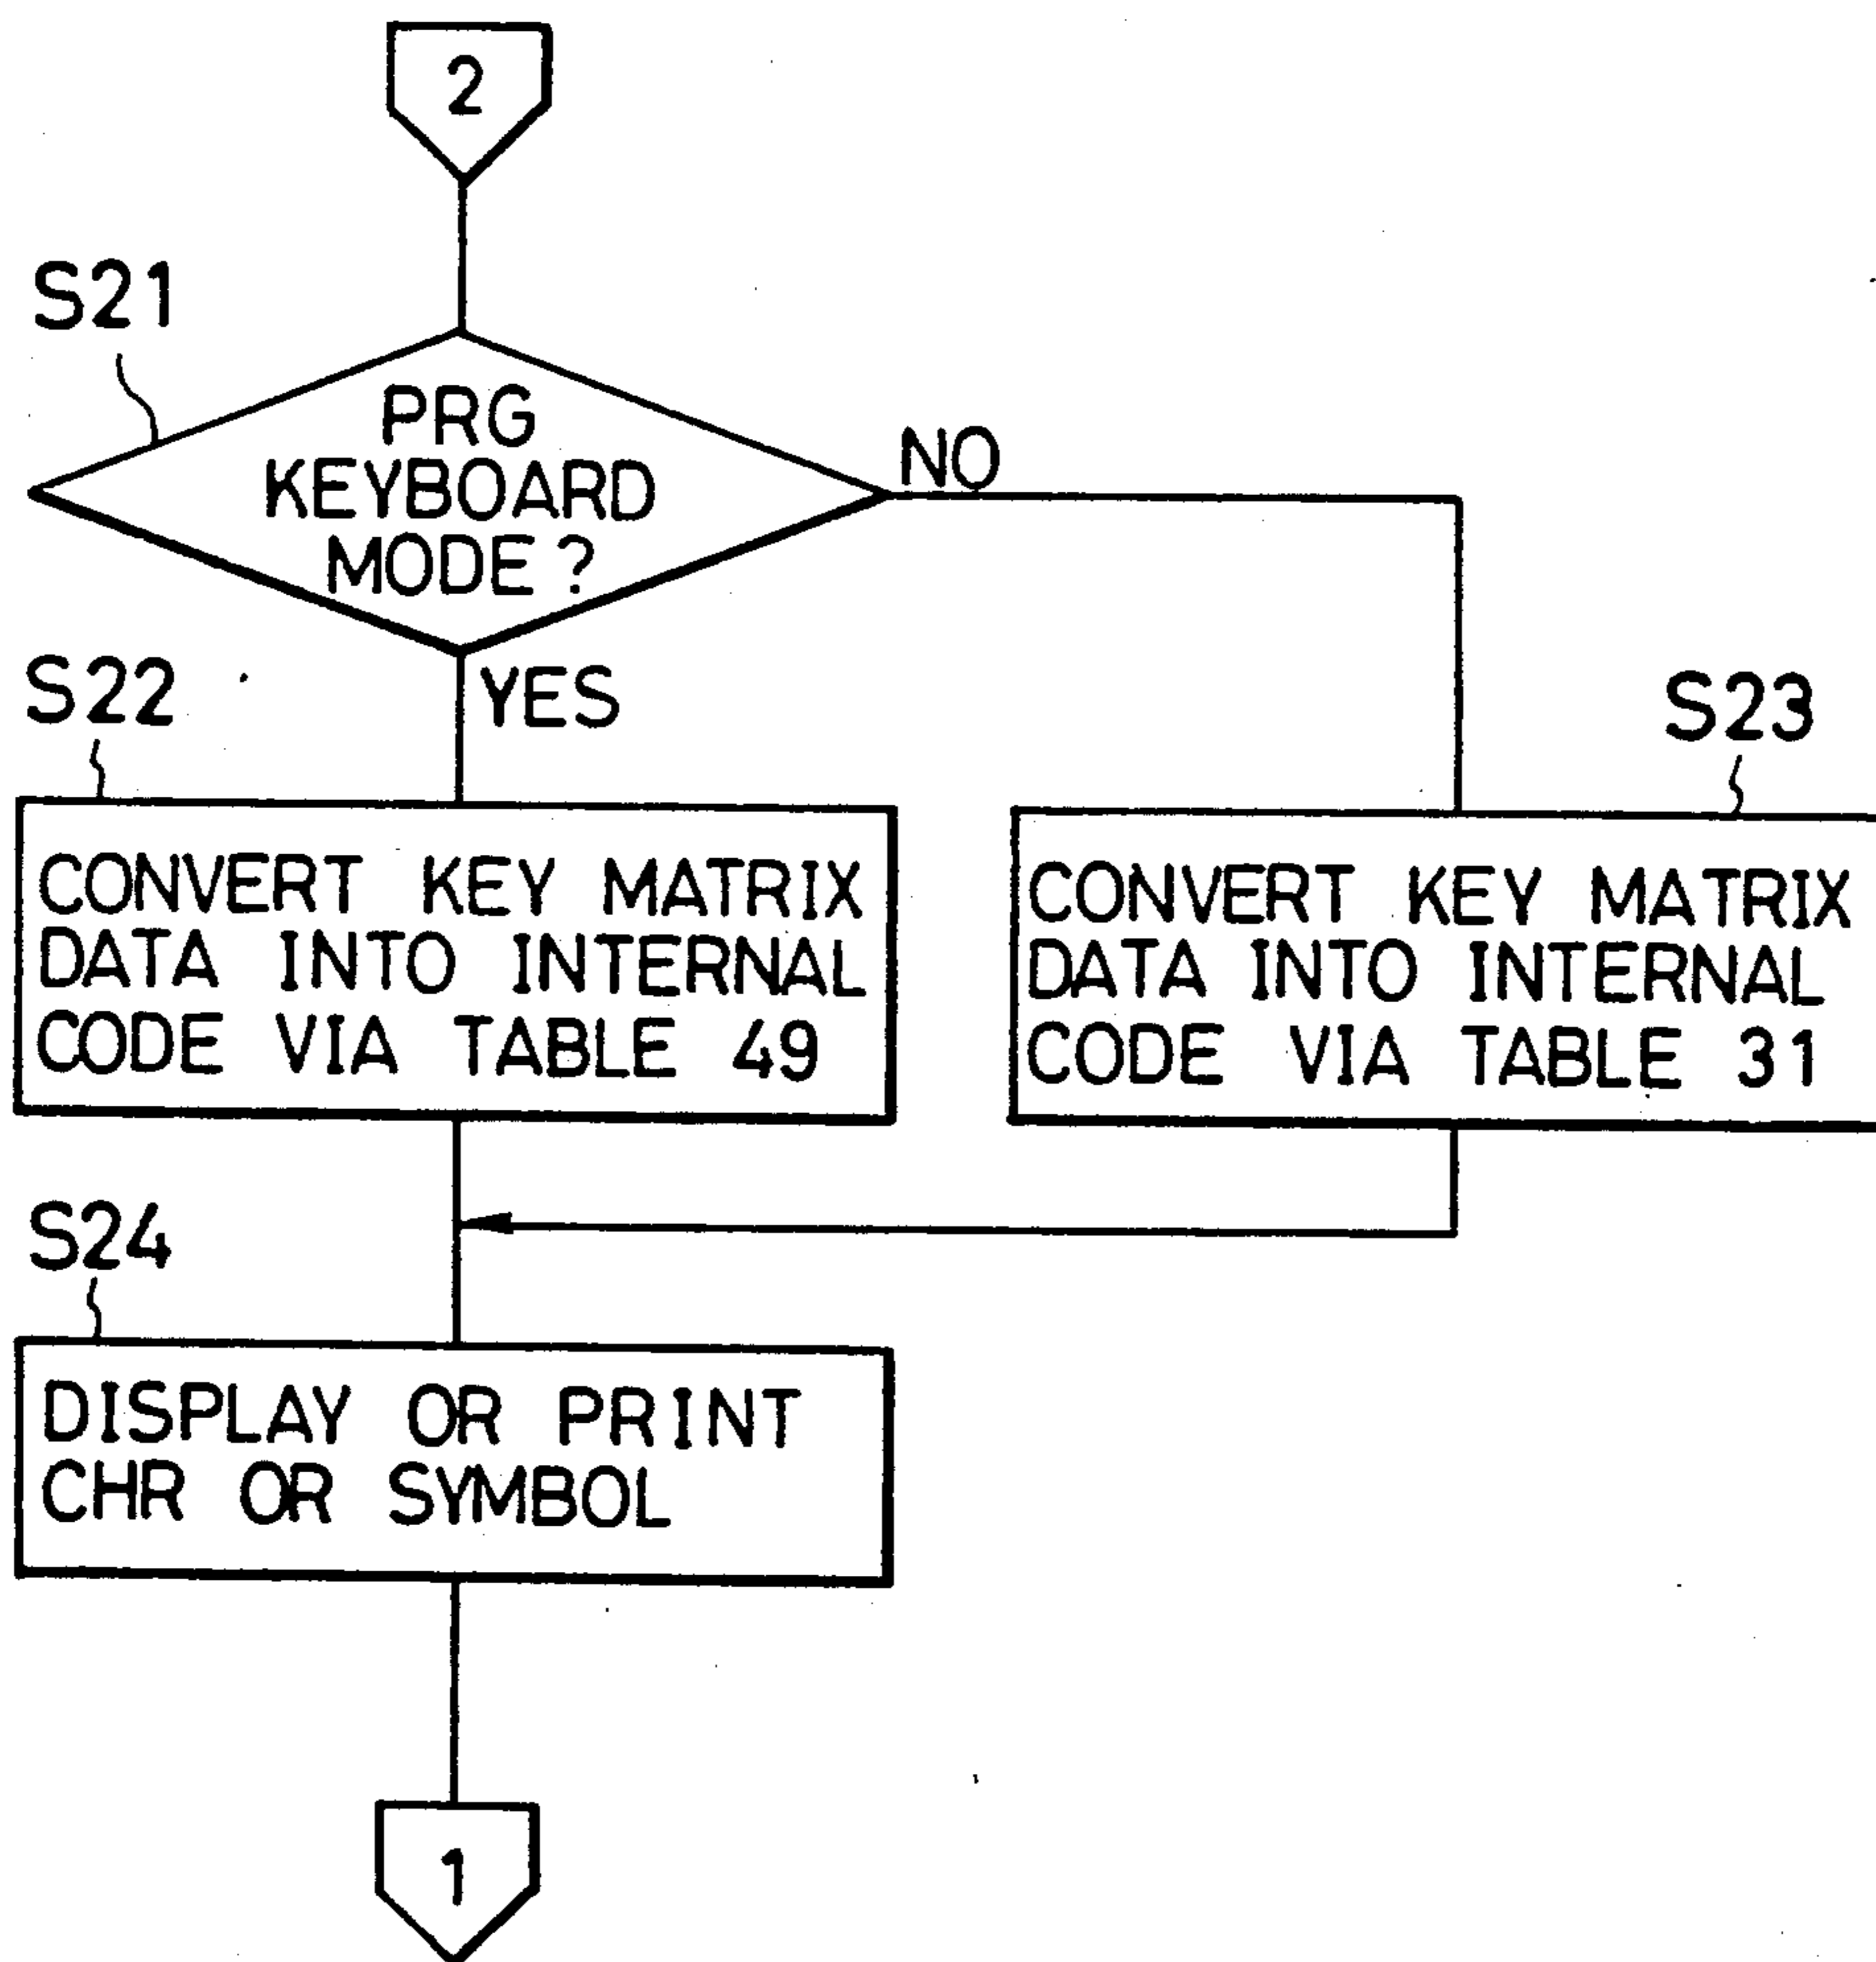 2
S21
PRG
KEYBOARD
MODE ?
NO
YES
S22
CONVERT KEY MATRIX
DATA INTO INTERNAL
CODE VIA TABLE 49
S23
CONVERT KEY MATRIX
DATA INTO INTERNAL
CODE VIA TABLE 31
S24
DISPLAY OR PRINT
CHR OR SYMBOL
1